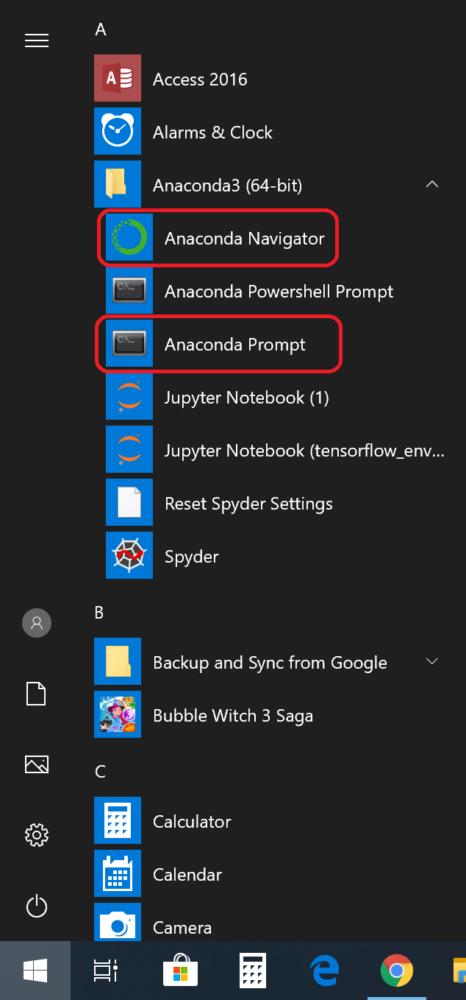 A
Access 2016
Alarms & Clock
Anaconda3 (64-bit)
Anaconda Navigator
Anaconda Powershell Prompt
Anaconda Prompt
Jupyter Notebook (1)
Jupyter Notebook (tensorflow_env...
Reset Spyder Settings
Spyder
B
Backup and Sync from Google
Bubble Witch 3 Saga
C
Calculator
Calendar
Camera